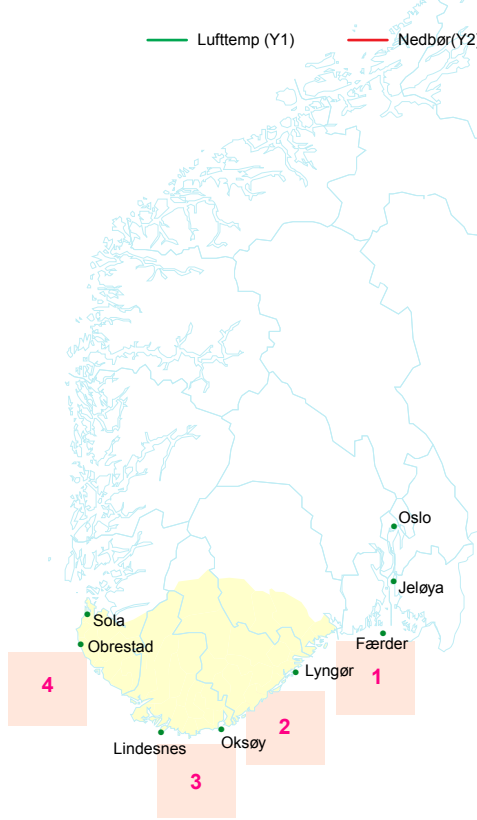 Lufttemp (Y1) Nedbør(Y2)
Oslo
Jeløya
Sola
Færder
Obrestad
Lyngør
1
4
2
Oksøy
Lindesnes
3